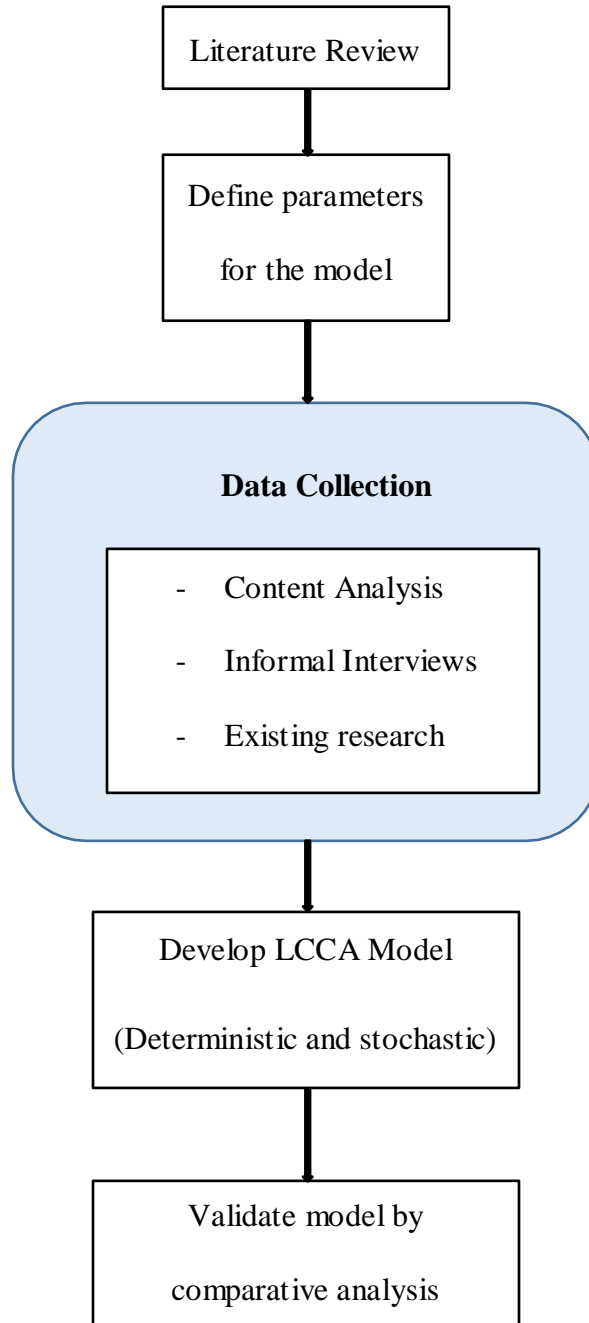 Literature Review
Define parameters
for the model
Data Collection
- Content Analysis
- Informal Interviews
- Existing research
Develop LCCA Model
(Deterministic and stochastic)
Validate model by
comparative analysis